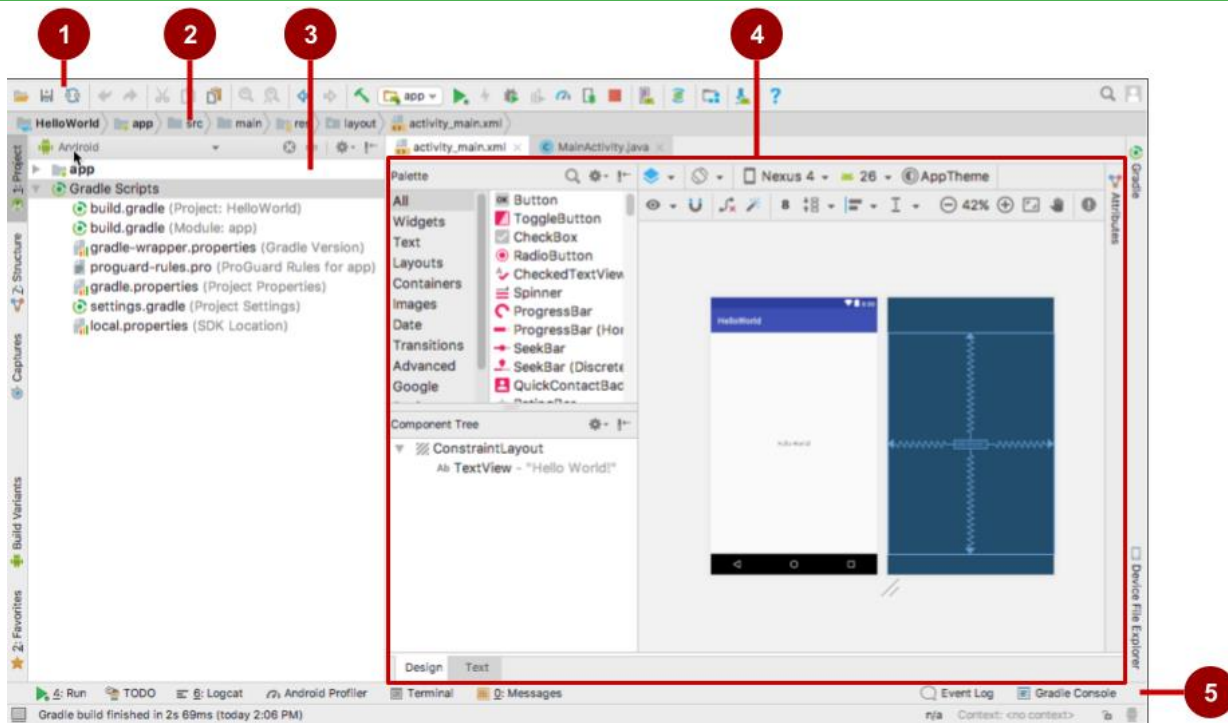 1 2 3 4
app
HelloWorld app src main res layout activity_main.xml
Android
activity_main.xml MainActivity.java
1: Project
Z: Structure
Captures
Build Variants
2: Favorites
app
Gradle Scripts
build.gradle (Project: HelloWorld)
build.gradle (Module: app)
gradle-wrapper.properties (Gradle Version)
proguard-rules.pro (ProGuard Rules for app)
gradle.properties (Project Properties)
settings.gradle (Project Settings)
local.properties (SDK Location)
Palette
All
Widgets
Text
Layouts
Containers
Images
Date
Transitions
Advanced
Google
OK Button
ToggleButton
CheckBox
RadioButton
CheckedTextView
Spinner
ProgressBar
ProgressBar (Hor
SeekBar
SeekBar (Discrete
QuickContactBac
Component Tree
ConstraintLayout
Ab TextView - "Hello World!"
Nexus 4 26 AppTheme
8 42%
HelloWorld
Hello World!
Gradle
Attributes
Device File Explorer
Design Text
4: Run TODO 6: Logcat Android Profiler Terminal 0: Messages Event Log Gradle Console
5
Gradle build finished in 2s 69ms (today 2:06 PM) n/a Context: <no context>